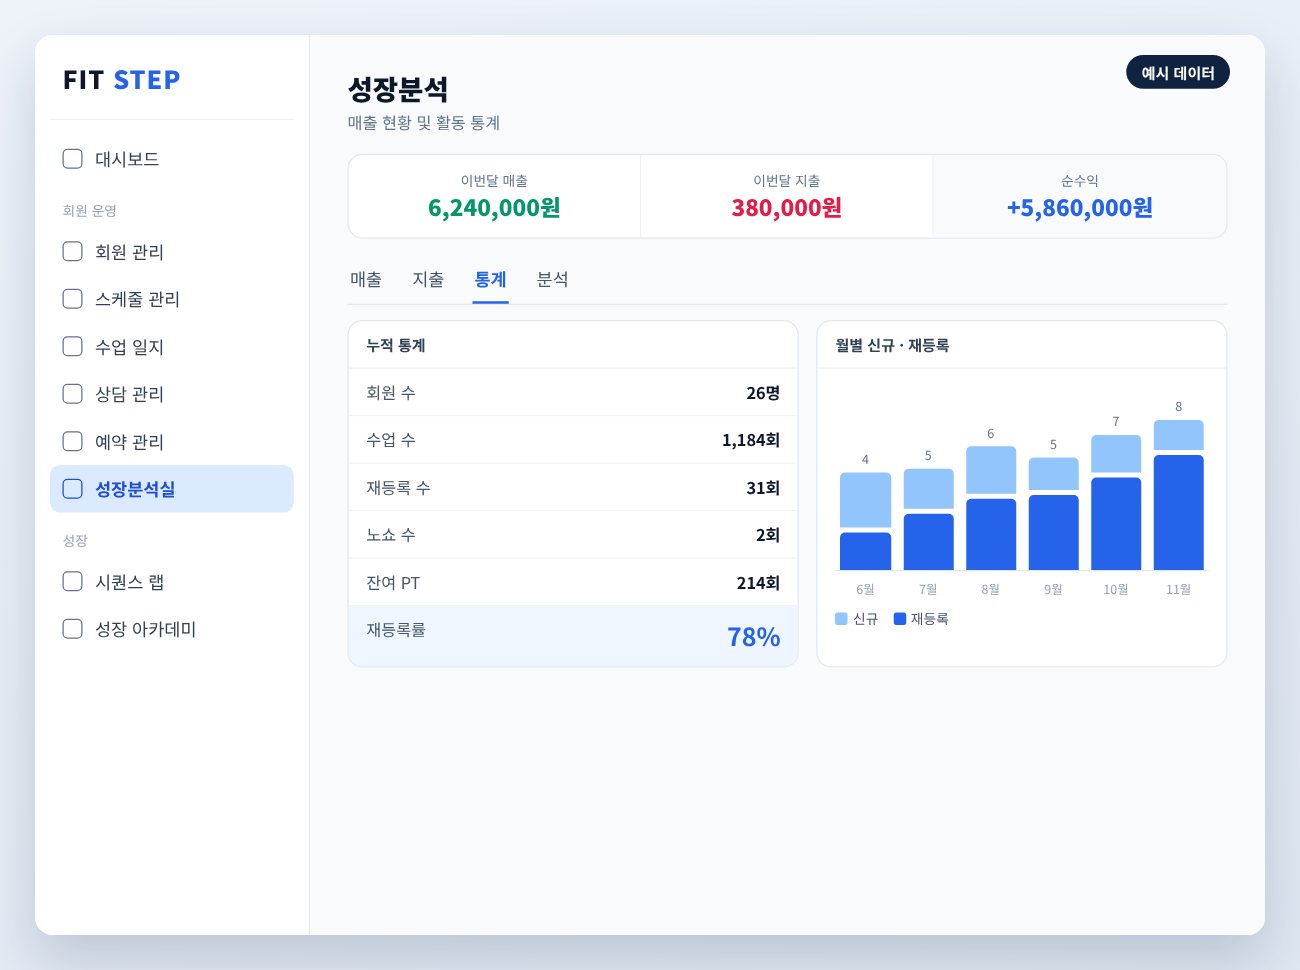 FIT STEP
대시보드
회원 운영
회원 관리
스케줄 관리
수업 일지
상담 관리
예약 관리
성장분석실
성장
시퀀스 랩
성장 아카데미
예시 데이터
성장분석
매출 현황 및 활동 통계
이번달 매출
6,240,000원
이번달 지출
380,000원
순수익
+5,860,000원
매출 지출 통계 분석
누적 통계
회원 수 26명
수업 수 1,184회
재등록 수 31회
노쇼 수 2회
잔여 PT 214회
재등록률 78%
월별 신규 · 재등록
4 5 6 5 7 8
6월 7월 8월 9월 10월 11월
신규 재등록